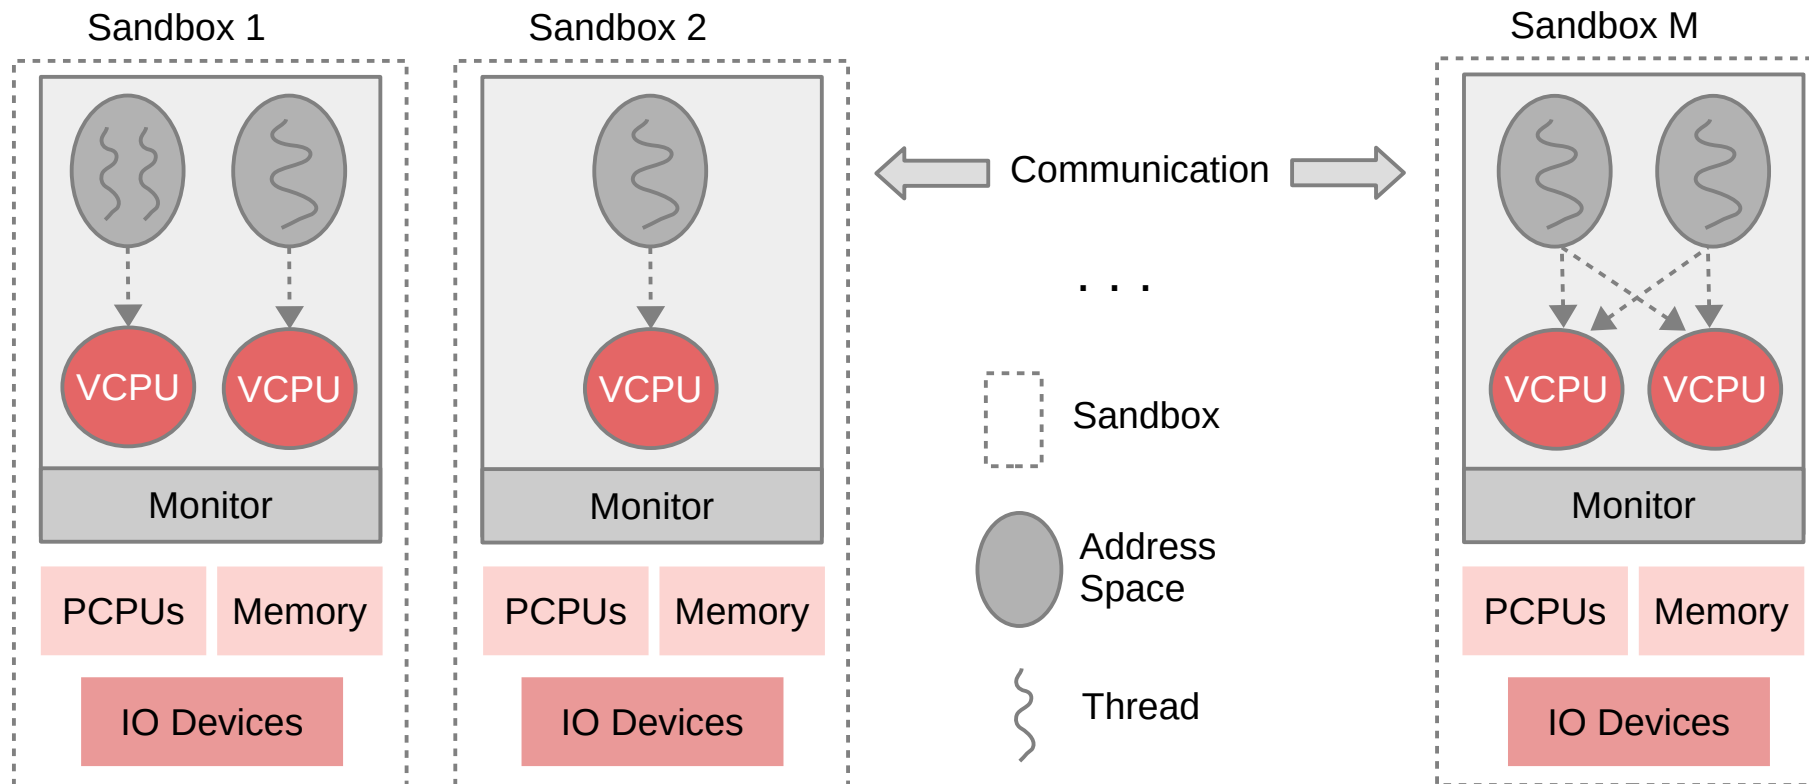 Sandbox 1
Sandbox 2
Sandbox M
Communication
. . .
VCPU
VCPU
VCPU
VCPU
VCPU
Sandbox
Monitor
Monitor
Monitor
Address
Space
PCPUs
Memory
PCPUs
Memory
PCPUs
Memory
Thread
IO Devices
IO Devices
IO Devices